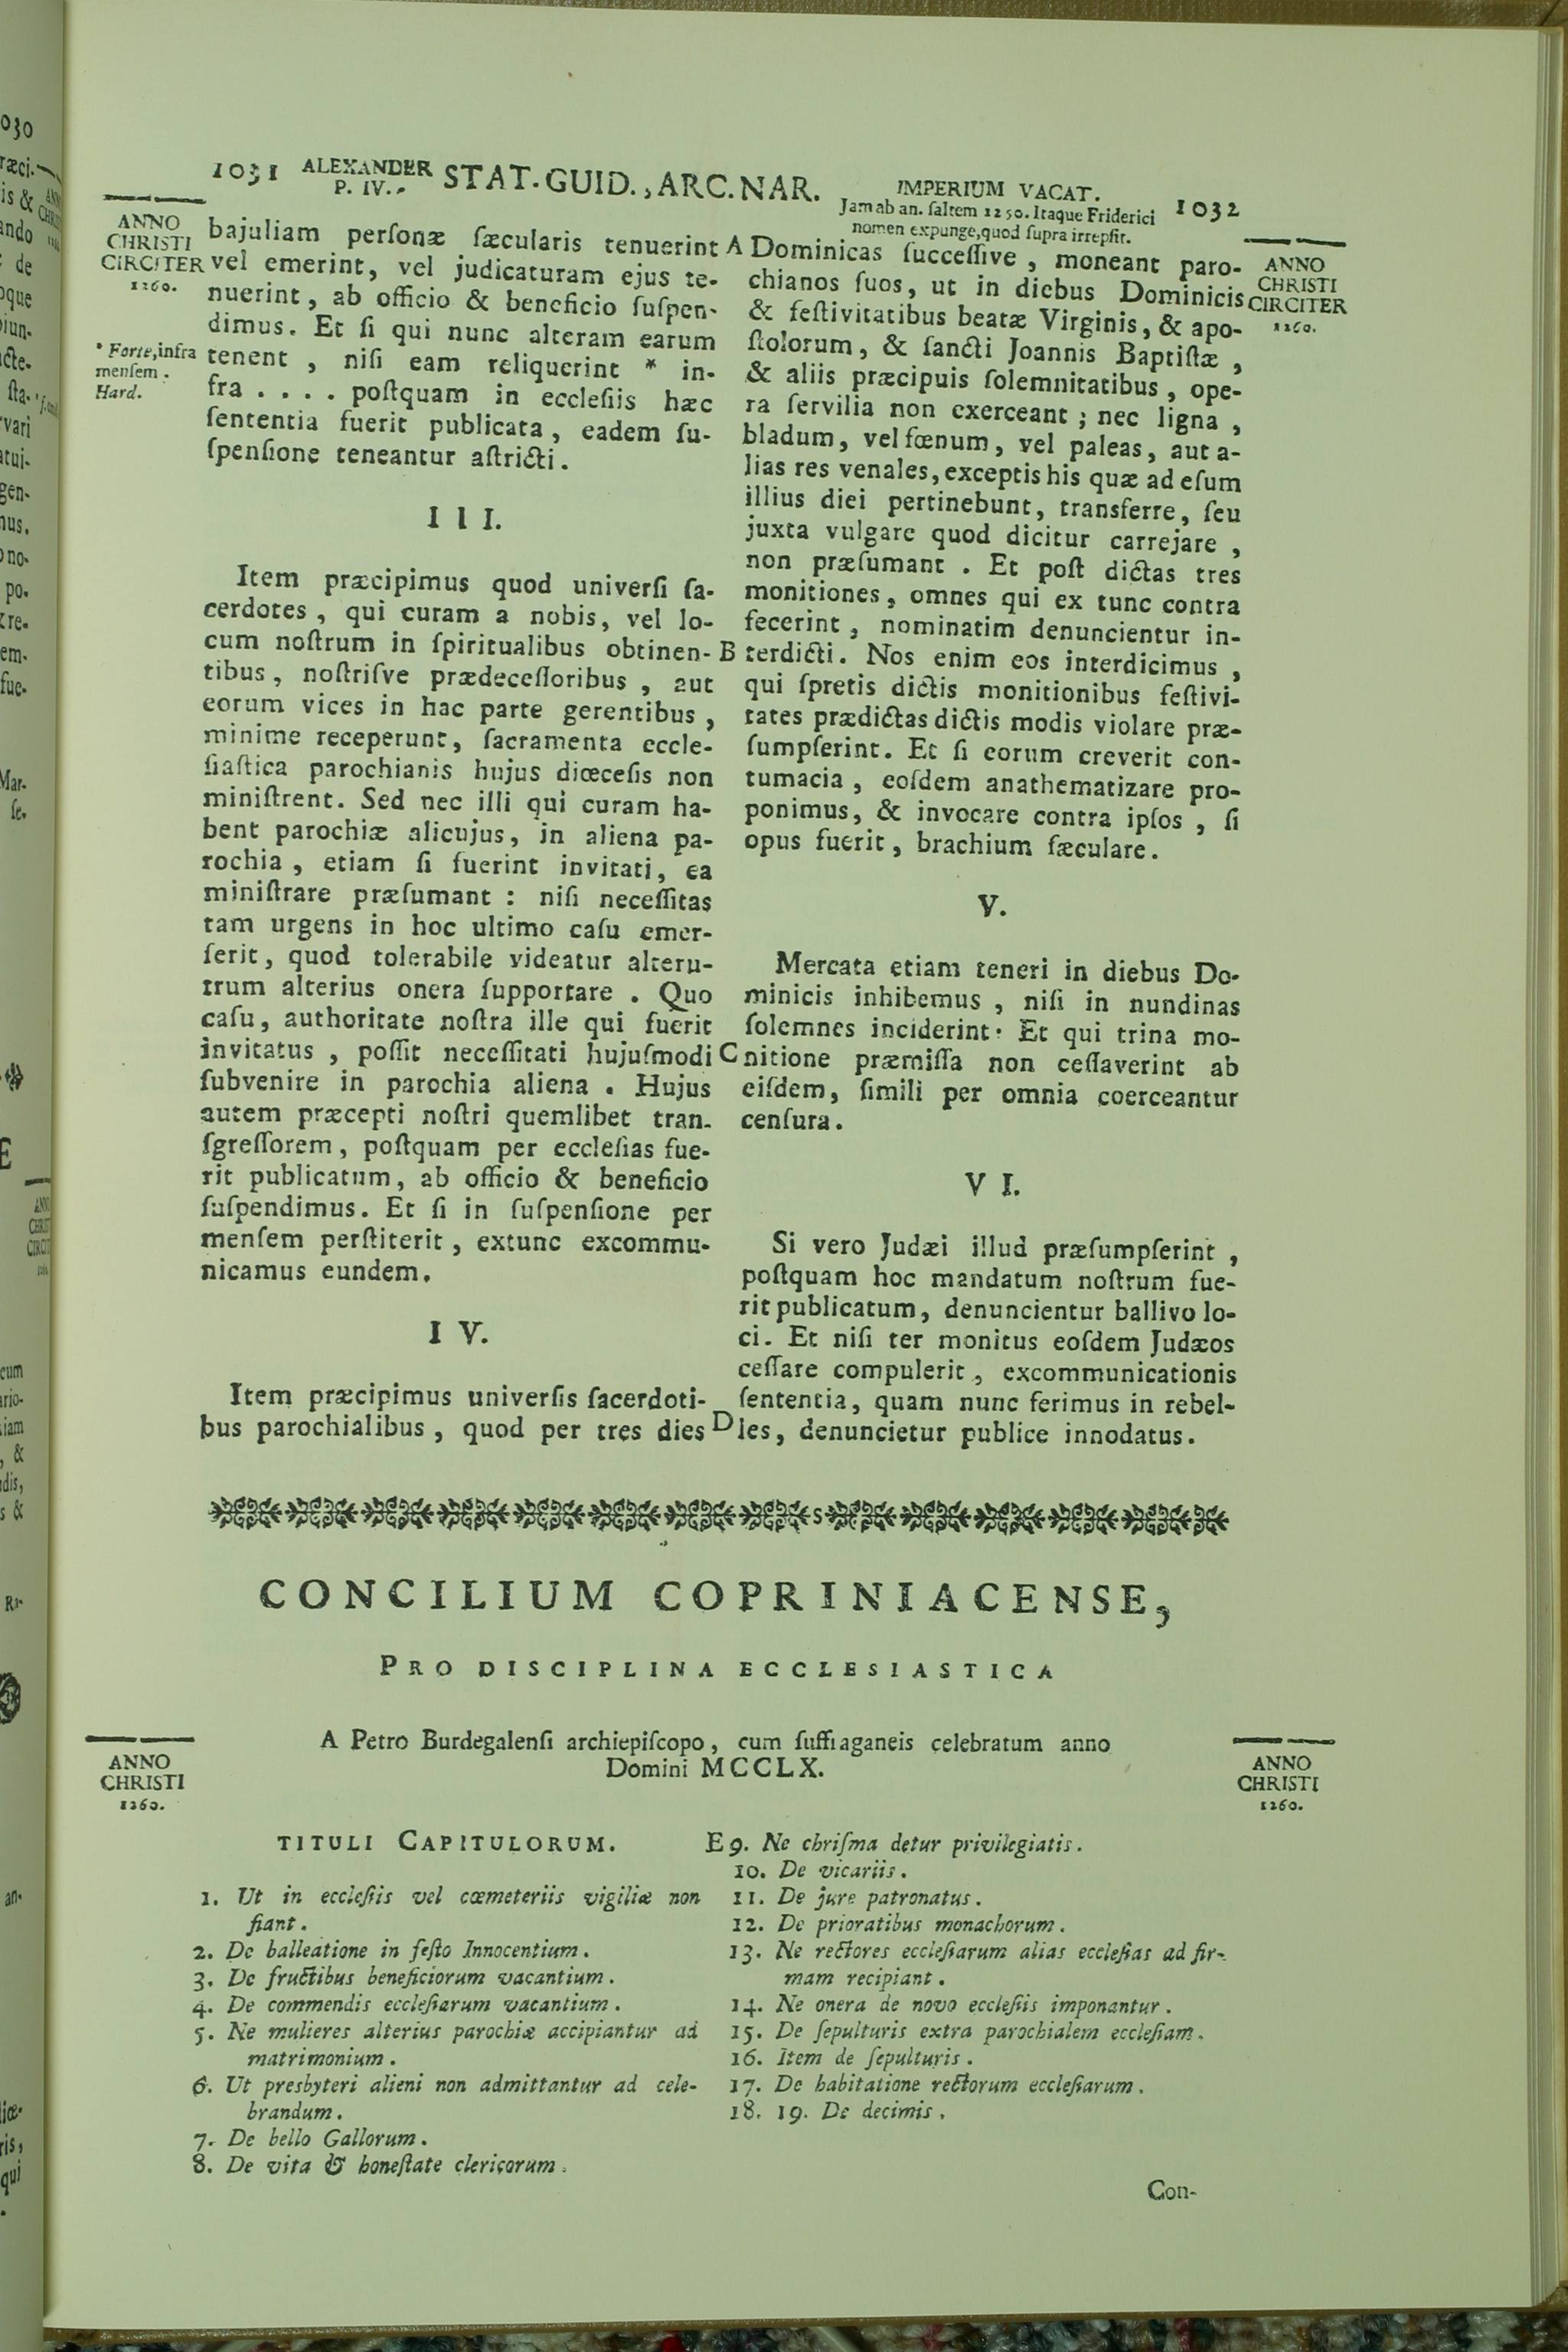 1031 ALEXANDER P. IV. STAT. GUID., ARC. NAR. IMPERIUM VACAT. 1032
Jam ab an. ſaltem 1250. Itaque Friderici
nomen expunge, quod ſupra irrepſit.
ANNO
CHRISTI
CIRCITER
1260.
* Forte, infra
menſem.
Hard.
bajuliam perſonæ ſæcularis tenuerint
vel emerint, vel judicaturam ejus te-
nuerint, ab officio & beneficio ſuſpen-
dimus. Et ſi qui nunc alteram earum
tenent, niſi eam reliquerint * in-
fra .... poſtquam in eccleſiis hæc
ſententia fuerit publicata, eadem ſu-
ſpenſione teneantur aſtricti.
III.
Item præcipimus quod univerſi ſa-
cerdotes, qui curam a nobis, vel lo-
cum noſtrum in ſpiritualibus obtinen-
tibus, noſtriſve prædeceſſoribus, aut
eorum vices in hac parte gerentibus,
minime receperunt, ſacramenta eccle-
ſiaſtica parochianis hujus diœceſis non
miniſtrent. Sed nec illi qui curam ha-
bent parochiæ alicujus, in aliena pa-
rochia, etiam ſi fuerint invitati, ea
miniſtrare præſumant: niſi neceſſitas
tam urgens in hoc ultimo caſu emer-
ſerit, quod tolerabile videatur alteru-
trum alterius onera ſupportare. Quo
caſu, authoritate noſtra ille qui fuerit
invitatus, poſſit neceſſitati hujuſmodi
ſubvenire in parochia aliena. Hujus
autem præcepti noſtri quemlibet tran-
ſgreſſorem, poſtquam per eccleſias fue-
rit publicatum, ab officio & beneficio
ſuſpendimus. Et ſi in ſuſpenſione per
menſem perſtiterit, extunc excommu-
nicamus eundem.
IV.
Item præcipimus univerſis ſacerdoti-
bus parochialibus, quod per tres dies
A
B
C
D
Dominicas ſucceſſive, moneant paro-
chianos ſuos, ut in diebus Dominicis
& feſtivitatibus beatæ Virginis, & apo-
ſtolorum, & ſancti Joannis Baptiſtæ,
& aliis præcipuis ſolemnitatibus, ope-
ra ſervilia non exerceant; nec ligna,
bladum, vel fœnum, vel paleas, aut a-
lias res venales, exceptis his quæ ad eſum
illius diei pertinebunt, transferre, ſeu
juxta vulgare quod dicitur carrejare,
non præſumant. Et poſt dictas tres
monitiones, omnes qui ex tunc contra
fecerint, nominatim denuncientur in-
terdicti. Nos enim eos interdicimus,
qui ſpretis dictis monitionibus feſtivi-
tates prædictas dictis modis violare præ-
ſumpſerint. Et ſi eorum creverit con-
tumacia, eoſdem anathematizare pro-
ponimus, & invocare contra ipſos, ſi
opus fuerit, brachium ſæculare.
V.
Mercata etiam teneri in diebus Do-
minicis inhibemus, niſi in nundinas
ſolemnes inciderint: Et qui trina mo-
nitione præmiſſa non ceſſaverint ab
eiſdem, ſimili per omnia coerceantur
cenſura.
VI.
Si vero Judæi illud præſumpſerint,
poſtquam hoc mandatum noſtrum fue-
rit publicatum, denuncientur ballivo lo-
ci. Et niſi ter monitus eoſdem Judæos
ceſſare compulerit, excommunicationis
ſententia, quam nunc ferimus in rebel-
les, denuncietur publice innodatus.
ANNO
CHRISTI
CIRCITER
1260.
CONCILIUM COPRINIACENSE,
PRO DISCIPLINA ECCLESIASTICA
A Petro Burdegalenſi archiepiſcopo, cum ſuffraganeis celebratum anno
Domini MCCLX.
ANNO
CHRISTI
1260.
ANNO
CHRISTI
1260.
TITULI CAPITULORUM.
1. Ut in eccleſiis vel cœmeteriis vigiliæ non
fiant.
2. De balleatione in feſto Innocentium.
3. De fructibus beneficiorum vacantium.
4. De commendis eccleſiarum vacantium.
5. Ne mulieres alterius parochiæ accipiantur ad
matrimonium.
6. Ut presbyteri alieni non admittantur ad cele-
brandum.
7. De bello Gallorum.
8. De vita & honeſtate clericorum.
E 9. Ne chriſma detur privilegiatis.
10. De vicariis.
11. De jure patronatus.
12. De prioratibus monachorum.
13. Ne rectores eccleſiarum alias eccleſias ad fir-
mam recipiant.
14. Ne onera de novo eccleſiis imponantur.
15. De ſepulturis extra parochialem eccleſiam.
16. Item de ſepulturis.
17. De habitatione rectorum eccleſiarum.
18. 19. De decimis.
Con-